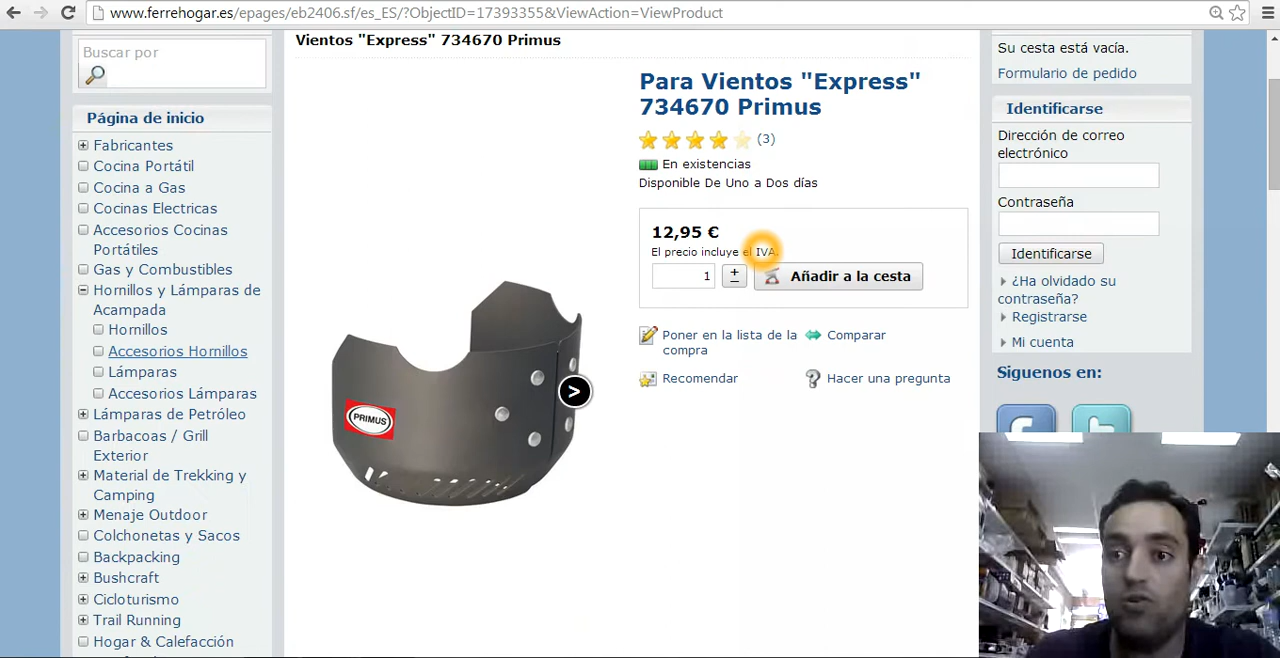 www.ferrehogar.es/epages/eb2406.sf/es_ES/?ObjectID=17393355&ViewAction=ViewProduct
Buscar por
Página de inicio
Fabricantes
Cocina Portátil
Cocina a Gas
Cocinas Electricas
Accesorios Cocinas
Portátiles
Gas y Combustibles
Hornillos y Lámparas de
Acampada
Hornillos
Accesorios Hornillos
Lámparas
Accesorios Lámparas
Lámparas de Petróleo
Barbacoas / Grill
Exterior
Material de Trekking y
Camping
Menaje Outdoor
Colchonetas y Sacos
Backpacking
Bushcraft
Cicloturismo
Trail Running
Hogar & Calefacción
Vientos "Express" 734670 Primus
PRIMUS
>
Para Vientos "Express"
734670 Primus
(3)
En existencias
Disponible De Uno a Dos días
12,95 €
El precio incluye el IVA.
1
+
−
Añadir a la cesta
Poner en la lista de la
compra
Comparar
Recomendar
Hacer una pregunta
Su cesta está vacía.
Formulario de pedido
Identificarse
Dirección de correo
electrónico
Contraseña
Identificarse
¿Ha olvidado su
contraseña?
Registrarse
Mi cuenta
Siguenos en: